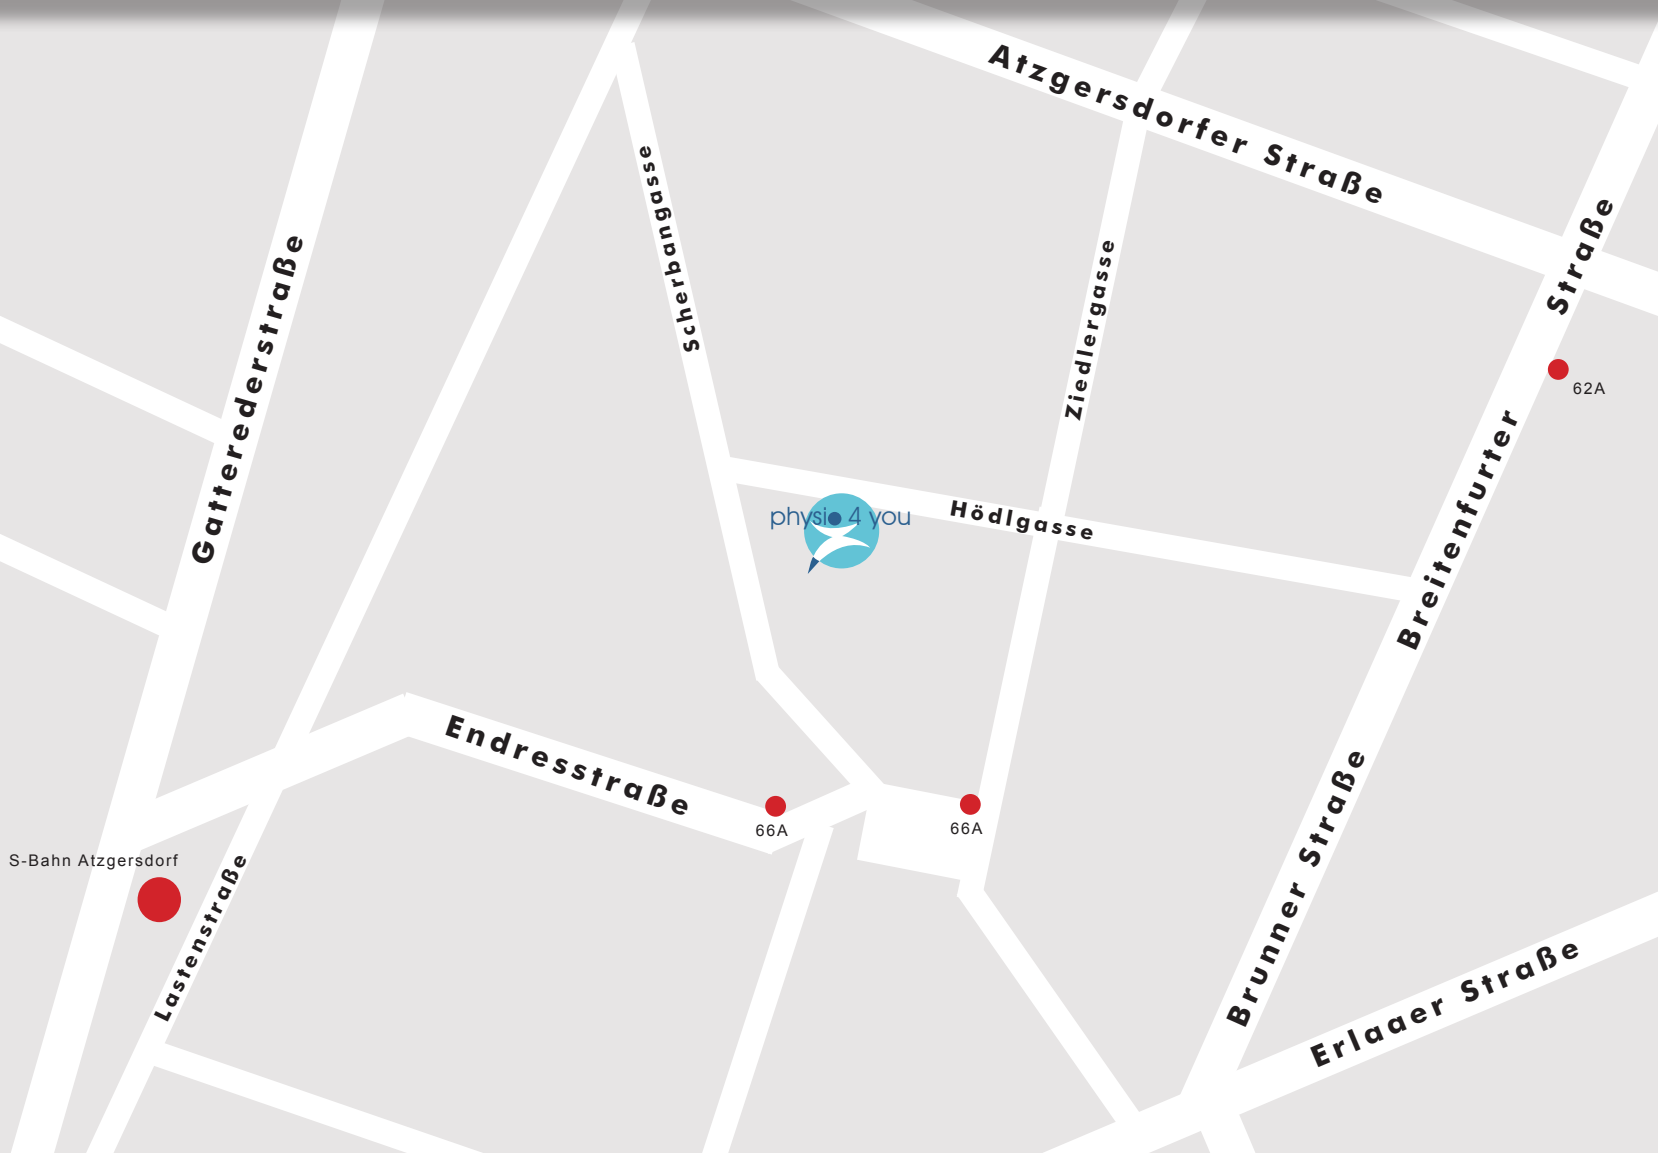 Atzgersdorfer Straße
Scherbangasse
Gatterederstraße
Ziedlergasse
Breitenfurter Straße
62A
Hödlgasse
physio 4 you
Endresstraße
66A
66A
S-Bahn Atzgersdorf
Lastenstraße
Brunner Straße
Erlaaer Straße